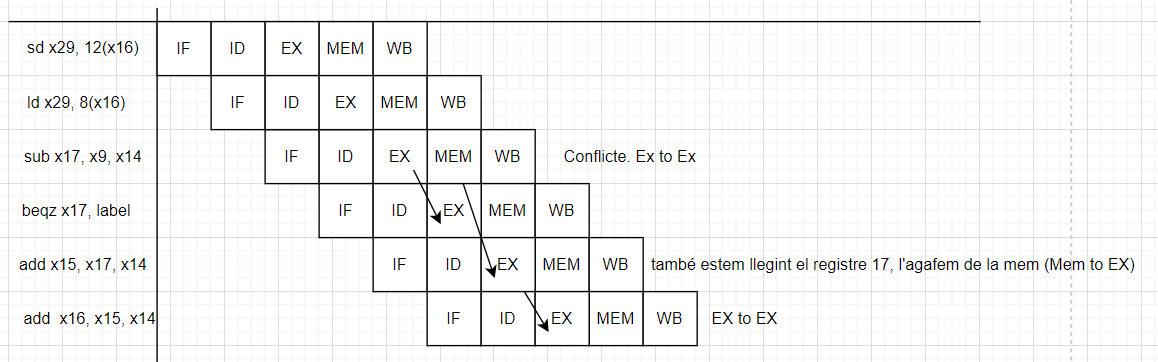 sd x29, 12(x16) IF ID EX MEM WB
ld x29, 8(x16) IF ID EX MEM WB
sub x17, x9, x14 IF ID EX MEM WB Conflicte. Ex to Ex
beqz x17, label IF ID EX MEM WB
add x15, x17, x14 IF ID EX MEM WB també estem llegint el registre 17, l'agafem de la mem (Mem to EX)
add x16, x15, x14 IF ID EX MEM WB EX to EX